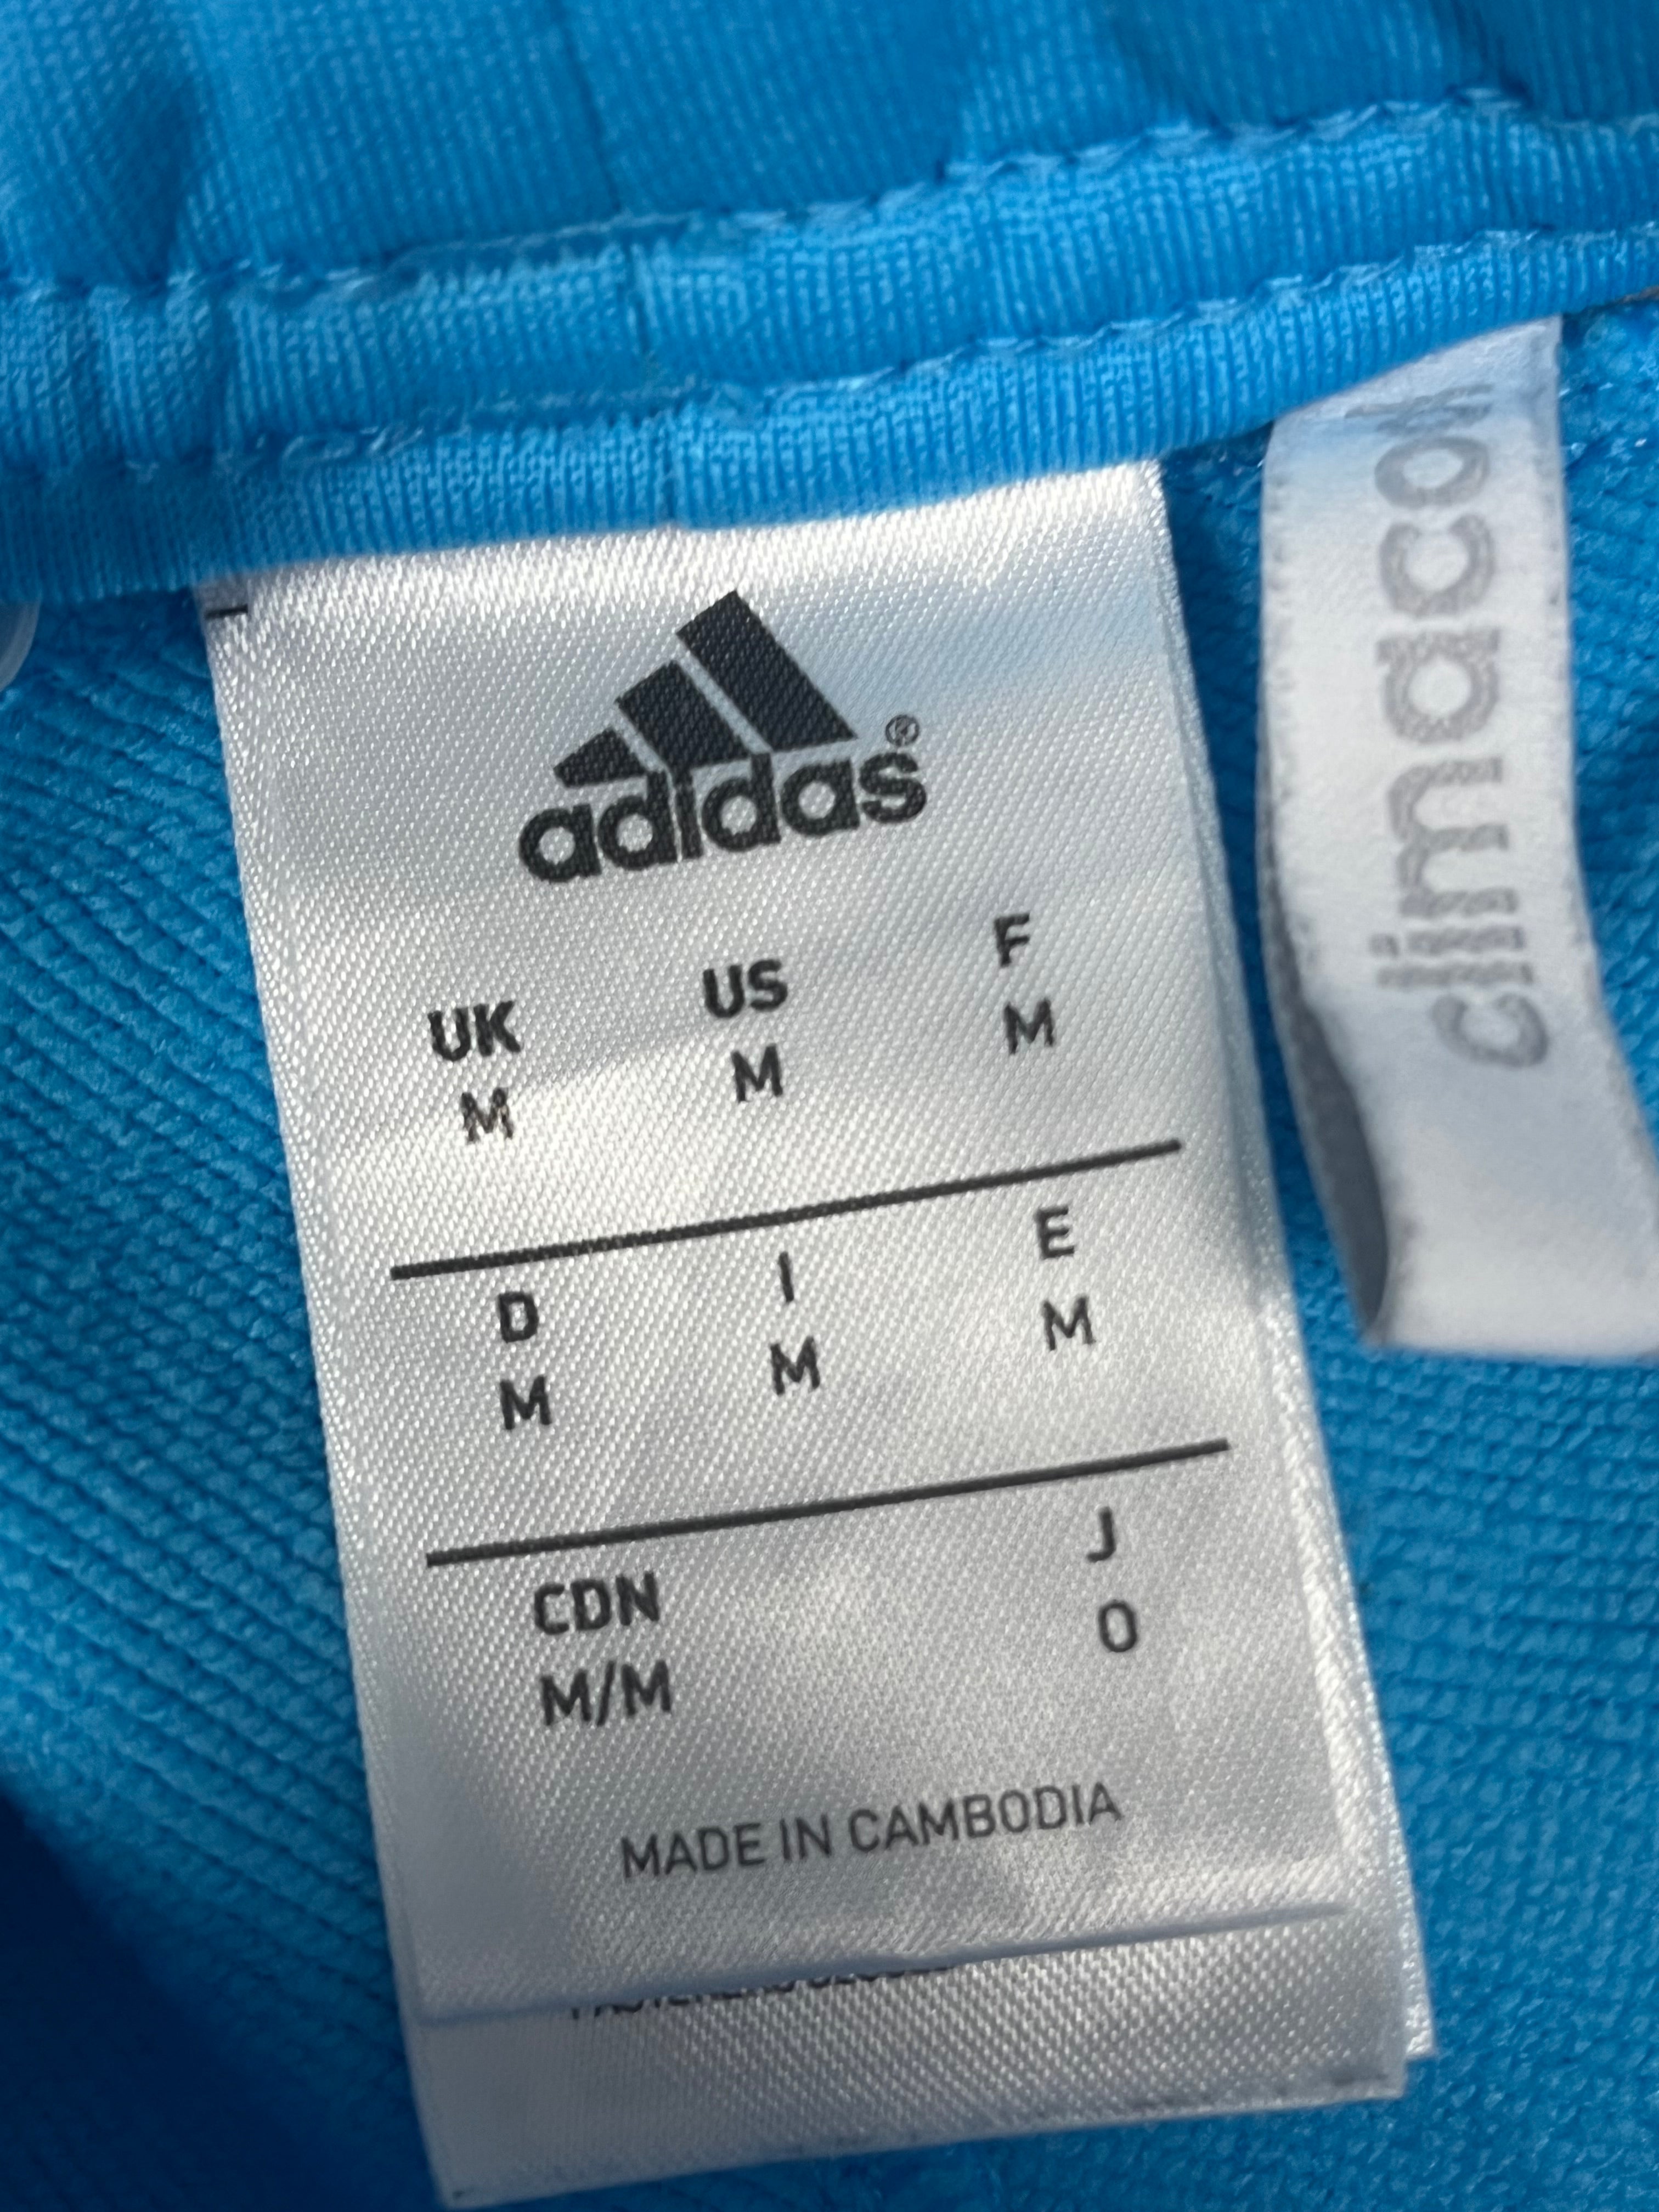 adidas®
UK US F
M M M
D I E
M M M
CDN J
M/M O
MADE IN CAMBODIA